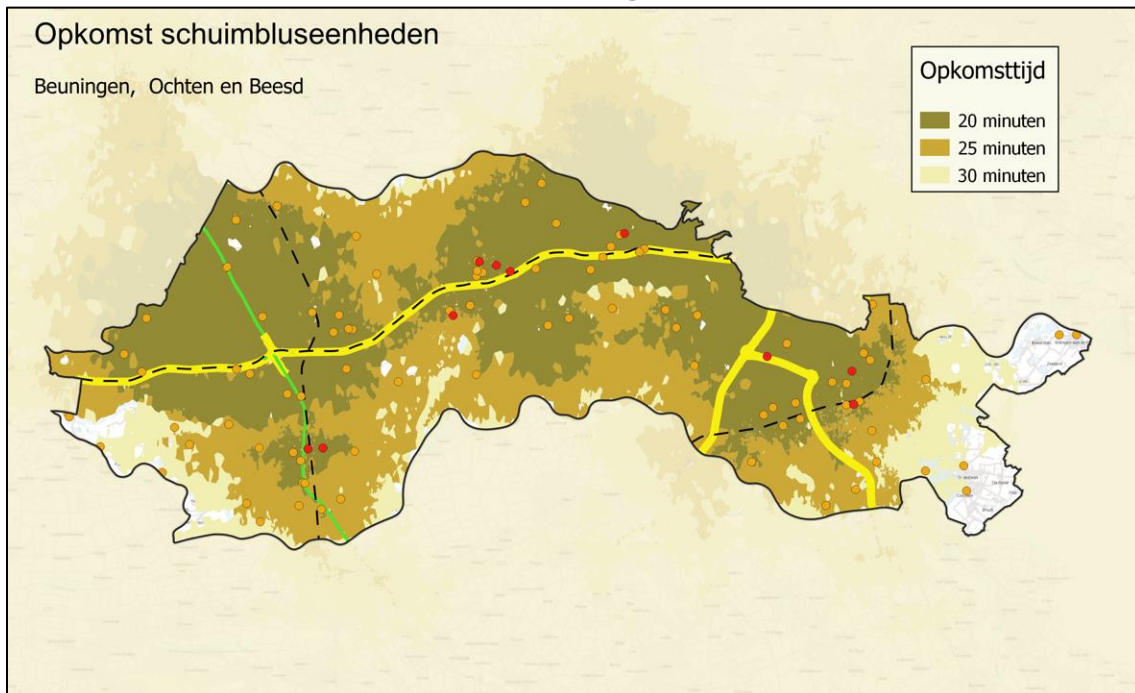 Opkomst schuimbluseenheden
Beuningen, Ochten en Beesd
Opkomsttijd
20 minuten
25 minuten
30 minuten